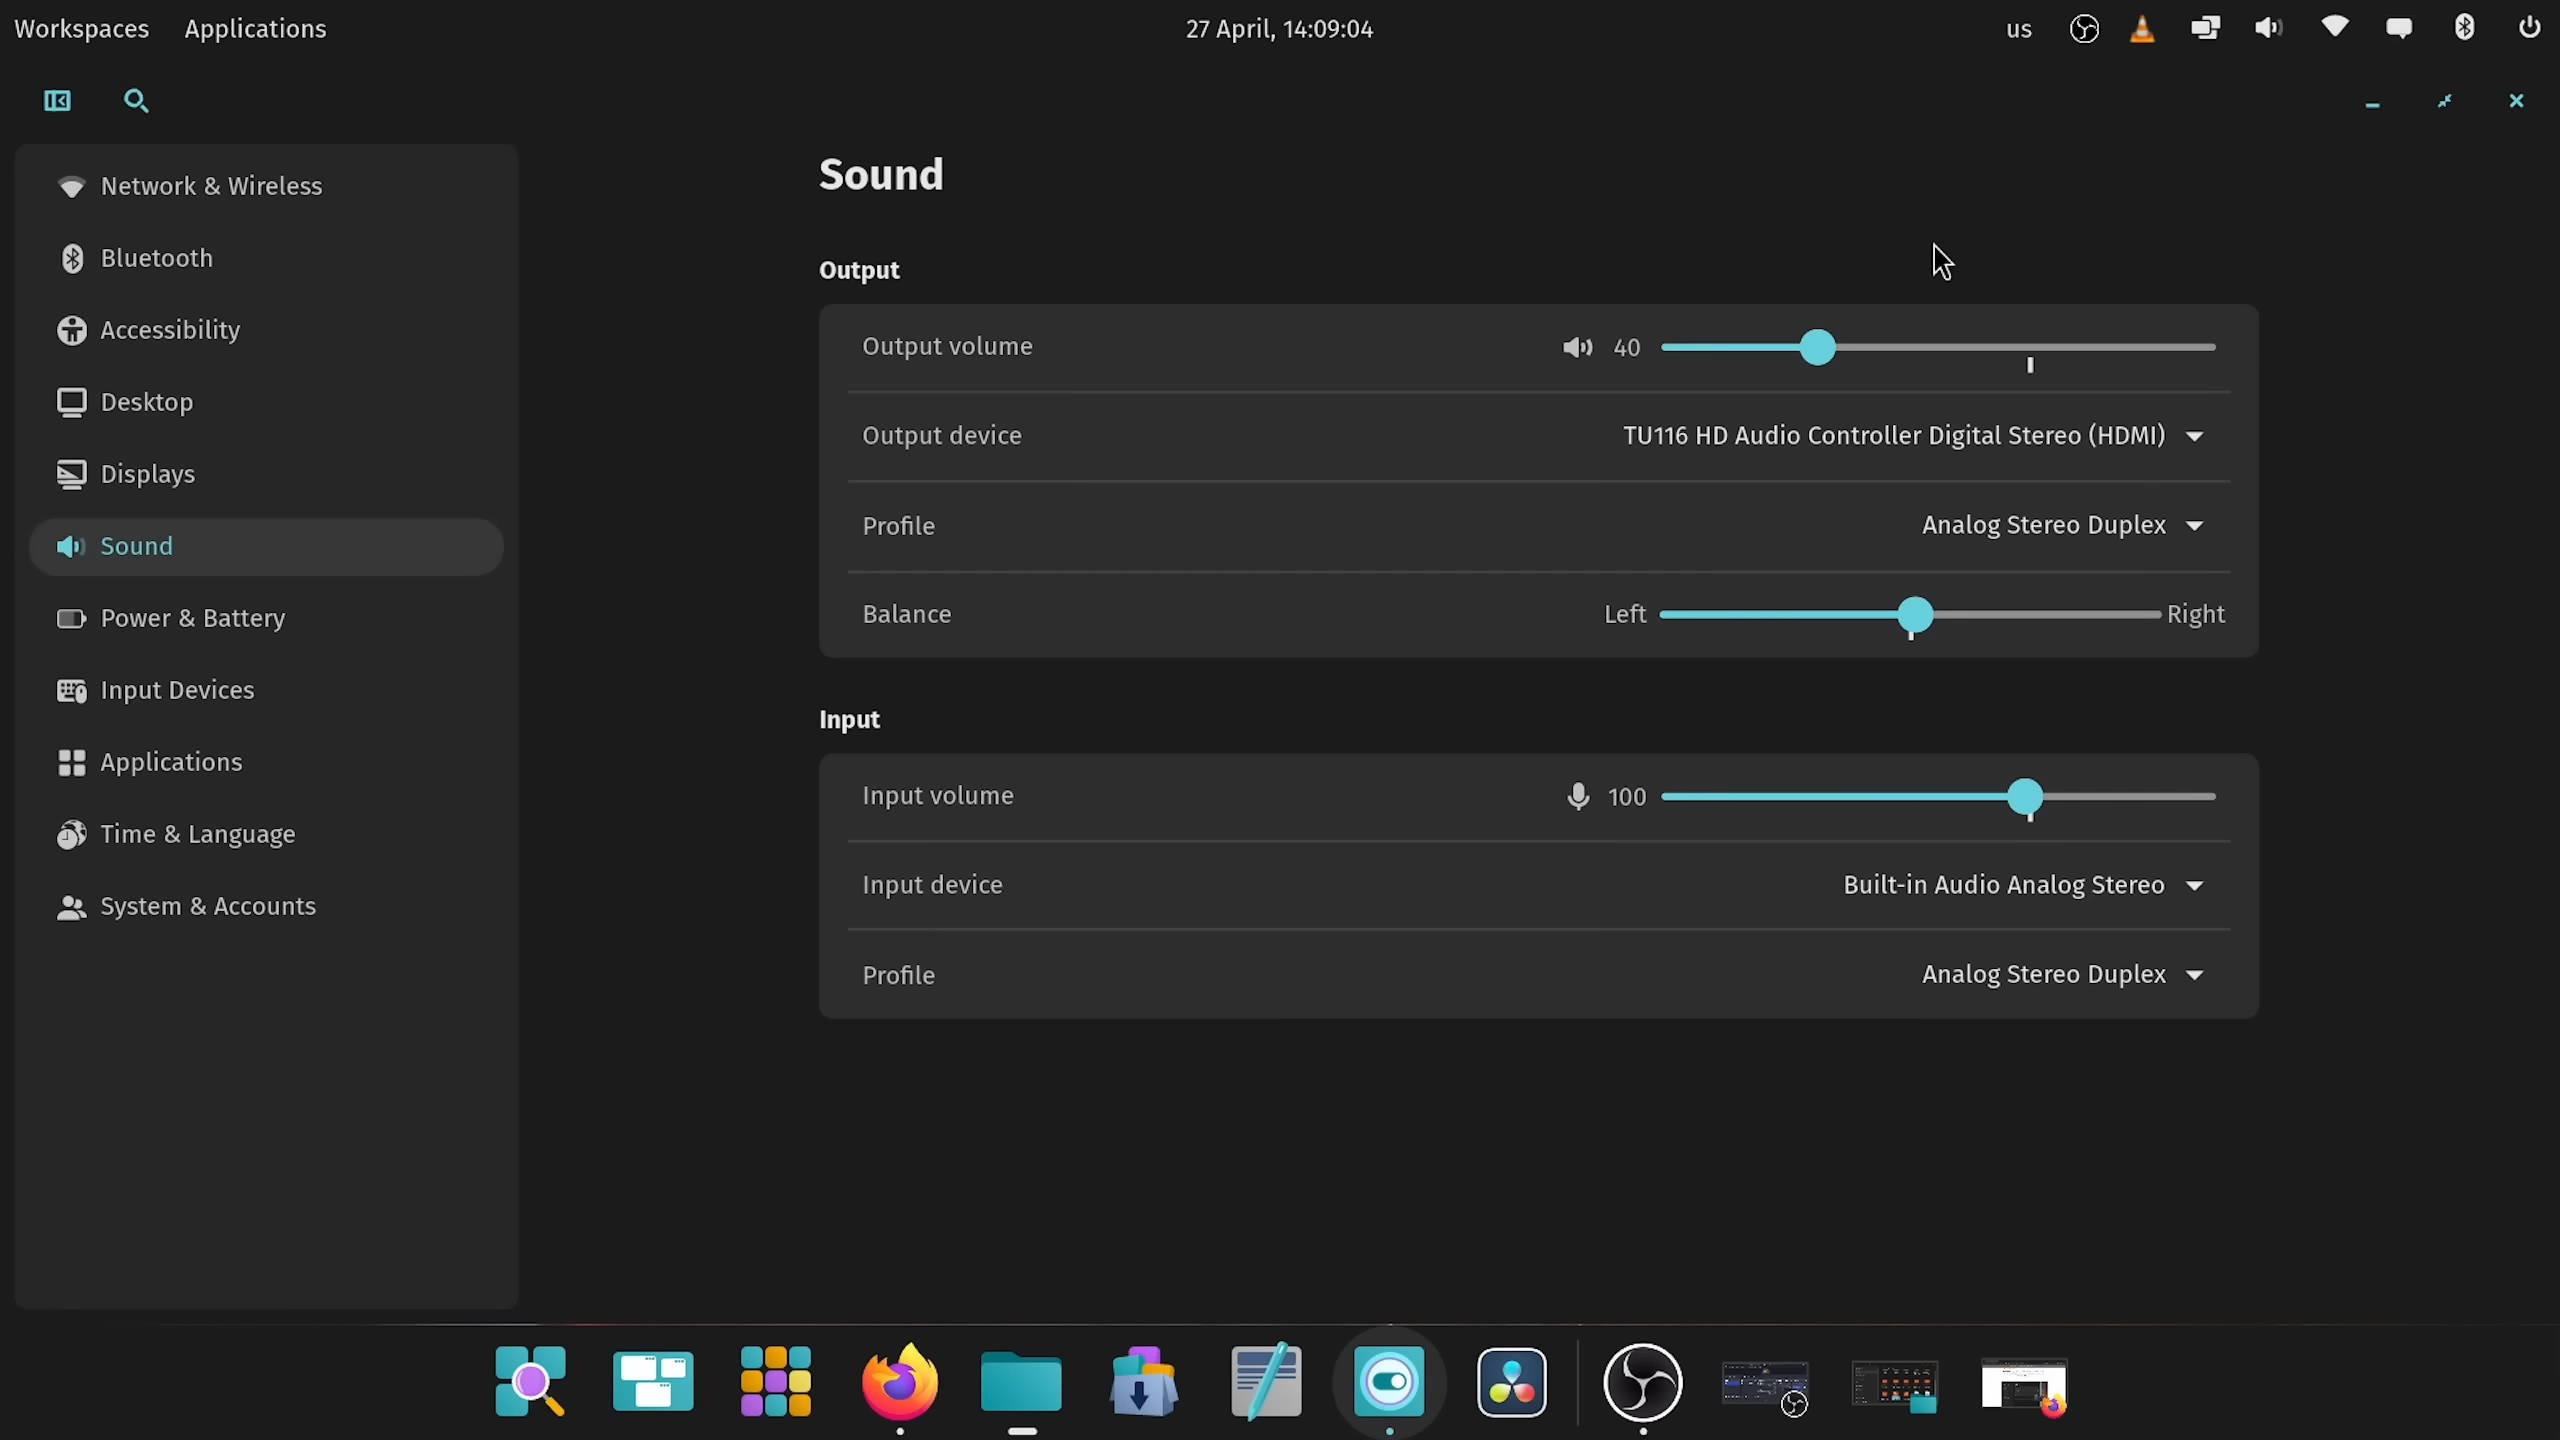 Workspaces Applications 27 April, 14:09:04 us
Network & Wireless
Bluetooth
Accessibility
Desktop
Displays
Sound
Power & Battery
Input Devices
Applications
Time & Language
System & Accounts
Sound
Output
Output volume 40
Output device TU116 HD Audio Controller Digital Stereo (HDMI)
Profile Analog Stereo Duplex
Balance Left Right
Input
Input volume 100
Input device Built-in Audio Analog Stereo
Profile Analog Stereo Duplex